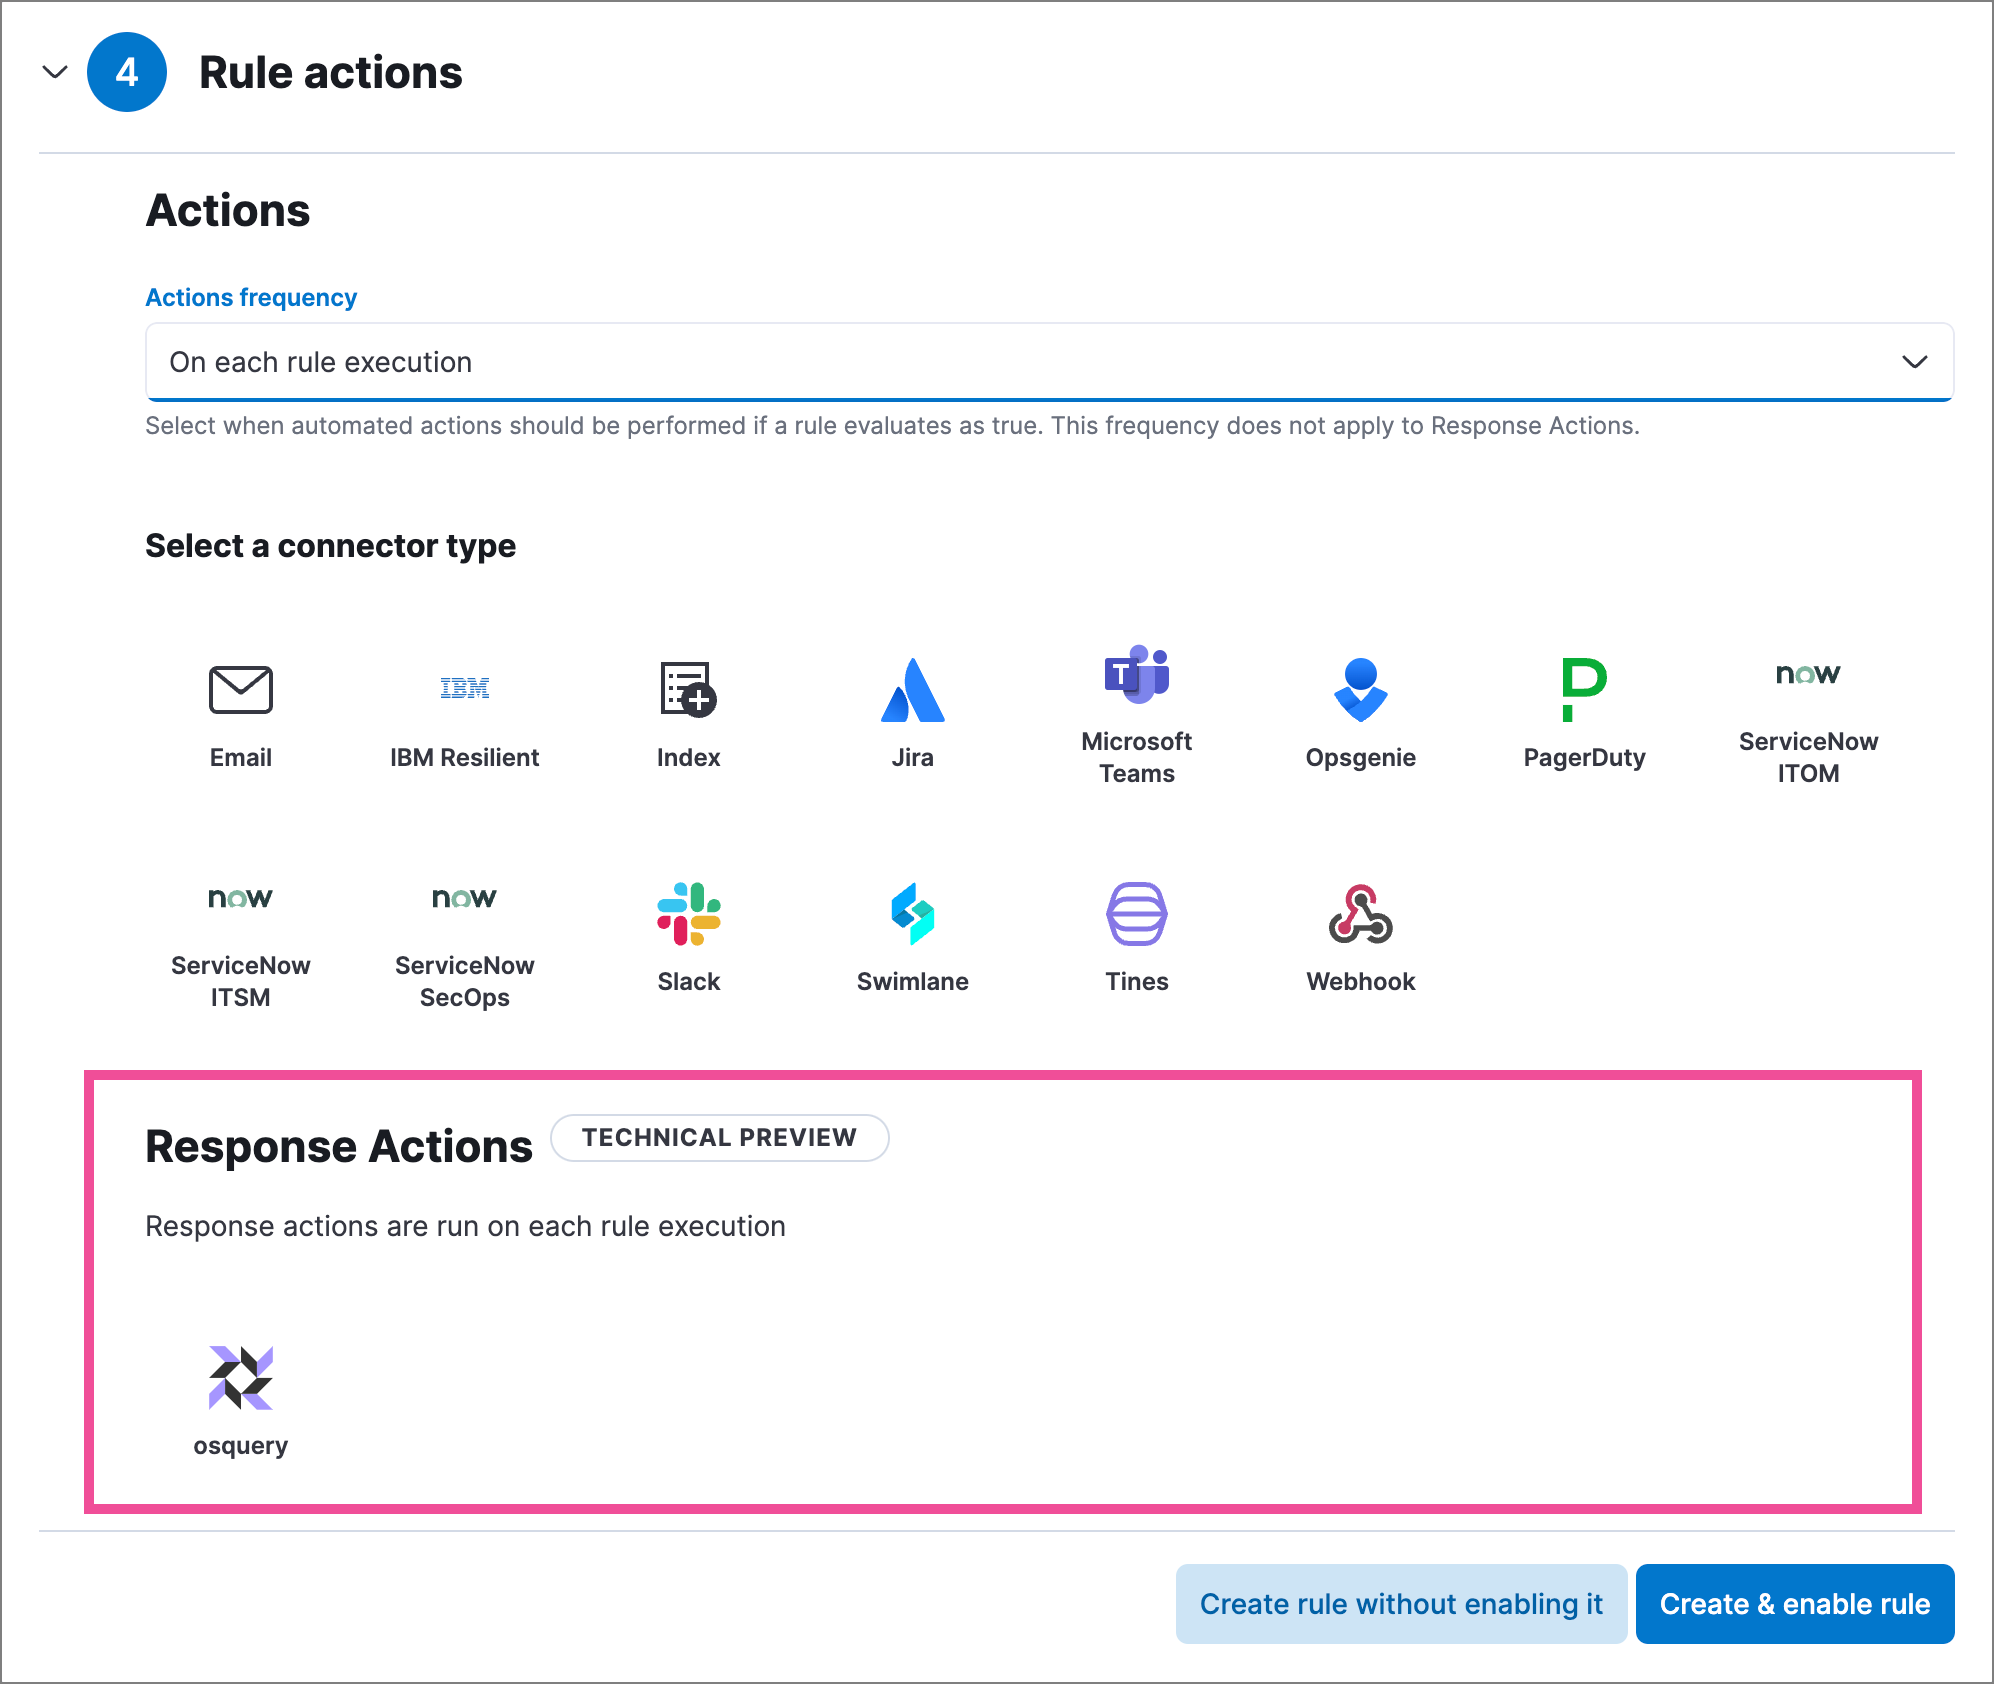 4 Rule actions
Actions
Actions frequency
On each rule execution
Select when automated actions should be performed if a rule evaluates as true. This frequency does not apply to Response Actions.
Select a connector type
IBM
T
P
now
Email
IBM Resilient
Index
Jira
Microsoft
Teams
Opsgenie
PagerDuty
ServiceNow
ITOM
now
now
ServiceNow
ITSM
ServiceNow
SecOps
Slack
Swimlane
Tines
Webhook
Response Actions TECHNICAL PREVIEW
Response actions are run on each rule execution
osquery
Create rule without enabling it
Create & enable rule